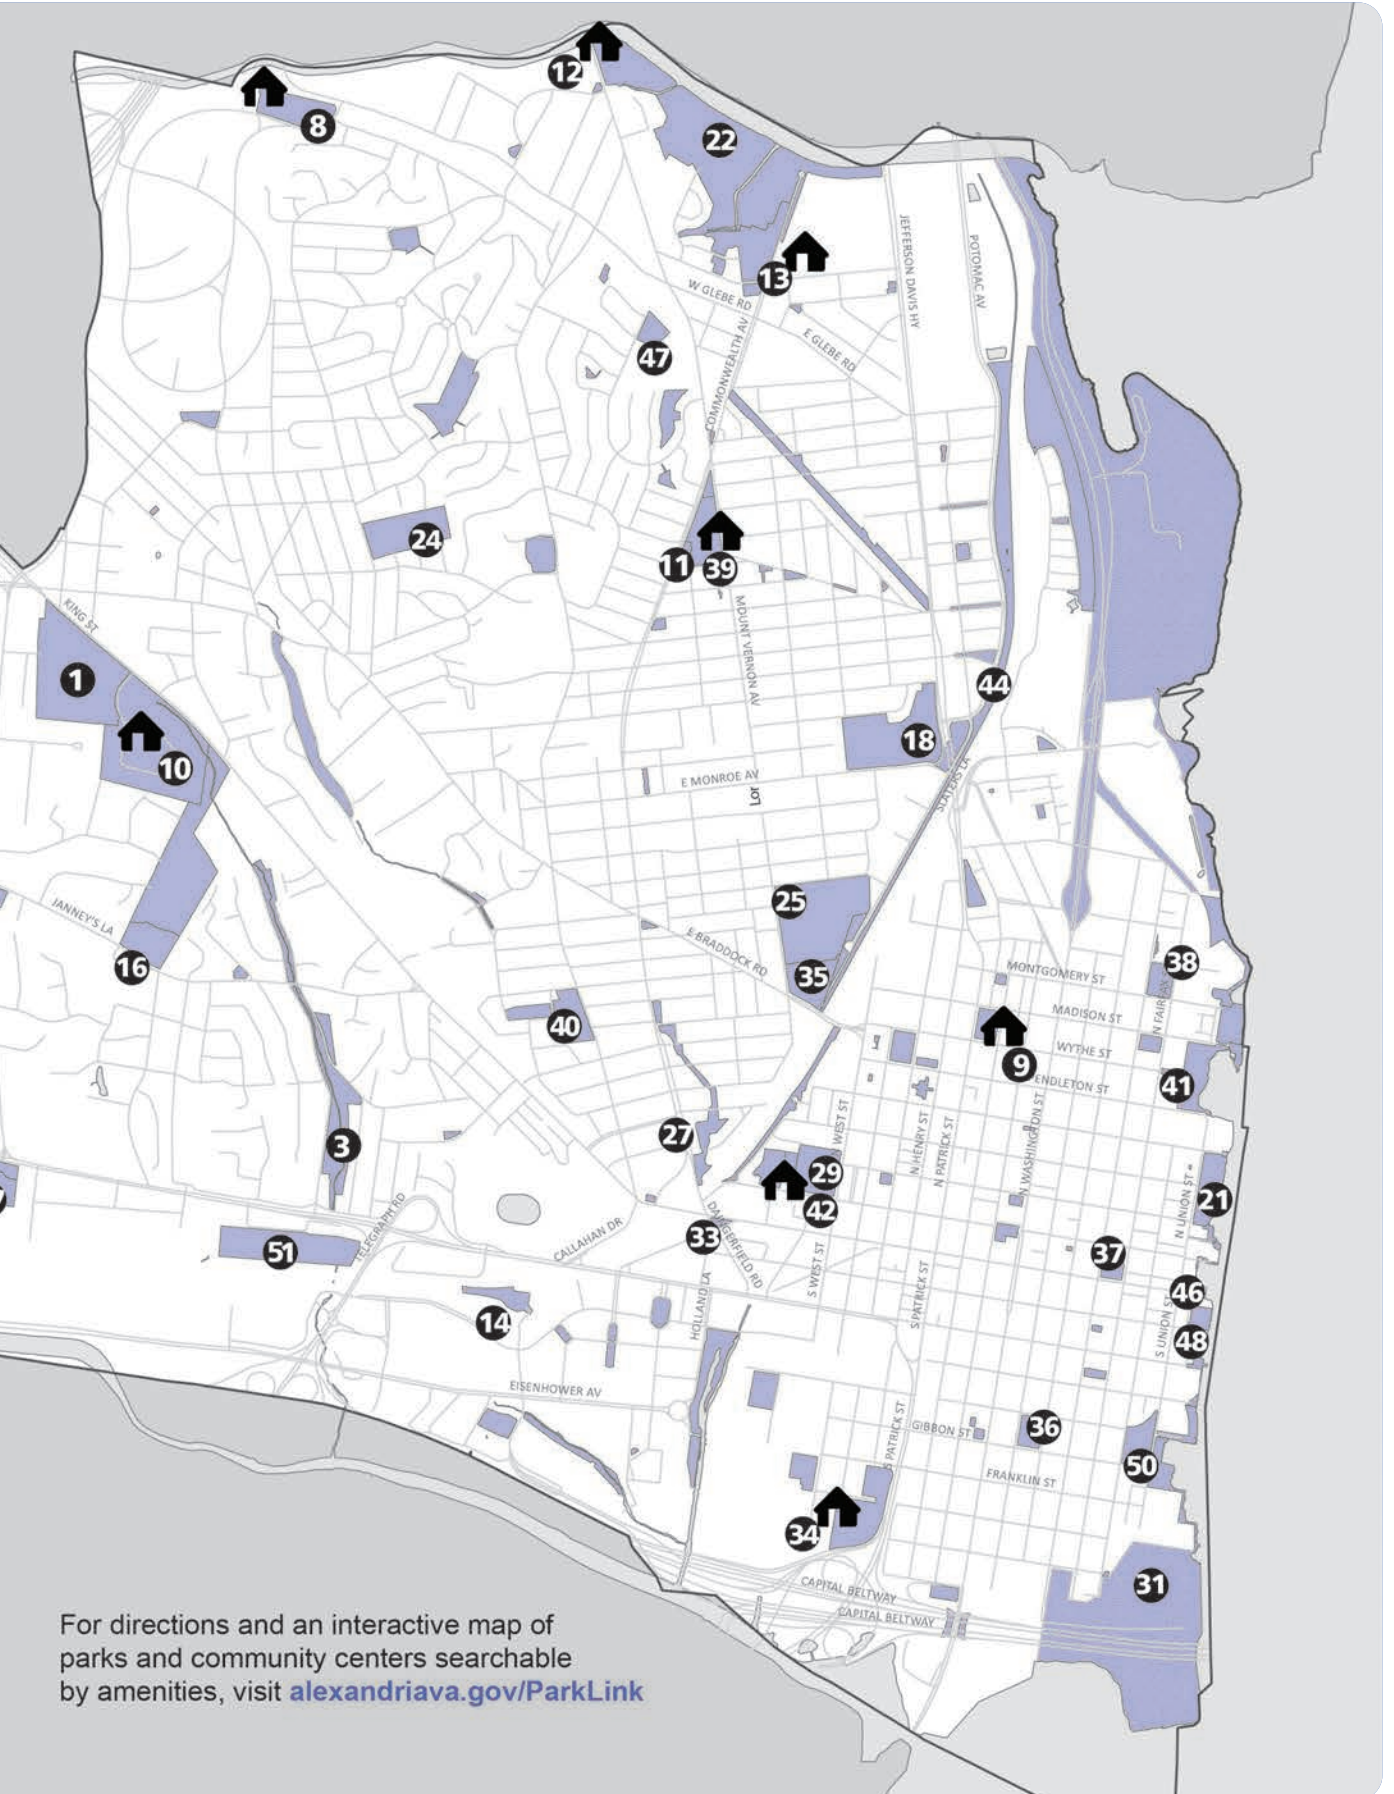 12
8
22
JEFFERSON DAVIS HY
POTOMAC AV
13
W GLEBE RD
COMMONWEALTH AV
E GLEBE RD
47
24
11
39
KING ST
MOUNT VERNON AV
1
44
18
10
E MONROE AV
Lor
SLATERS LA
25
JANNEY'S LA
E BRADDOCK RD
16
35
38
MONTGOMERY ST
MADISON ST
N FAIRFAX
40
WYTHE ST
9
ENDLETON ST
41
WEST ST
N HENRY ST
N PATRICK ST
N WASHINGTON ST
27
3
29
42
21
N UNION ST
TELEGRAPH RD
CALLAHAN DR
33
DAINGERFIELD RD
51
37
S WEST ST
S PATRICK ST
46
HOLLAND LA
14
S UNION ST
48
EISENHOWER AV
S PATRICK ST
GIBBON ST
36
FRANKLIN ST
50
34
31
CAPITAL BELTWAY
CAPITAL BELTWAY
For directions and an interactive map of
parks and community centers searchable
by amenities, visit alexandriava.gov/ParkLink